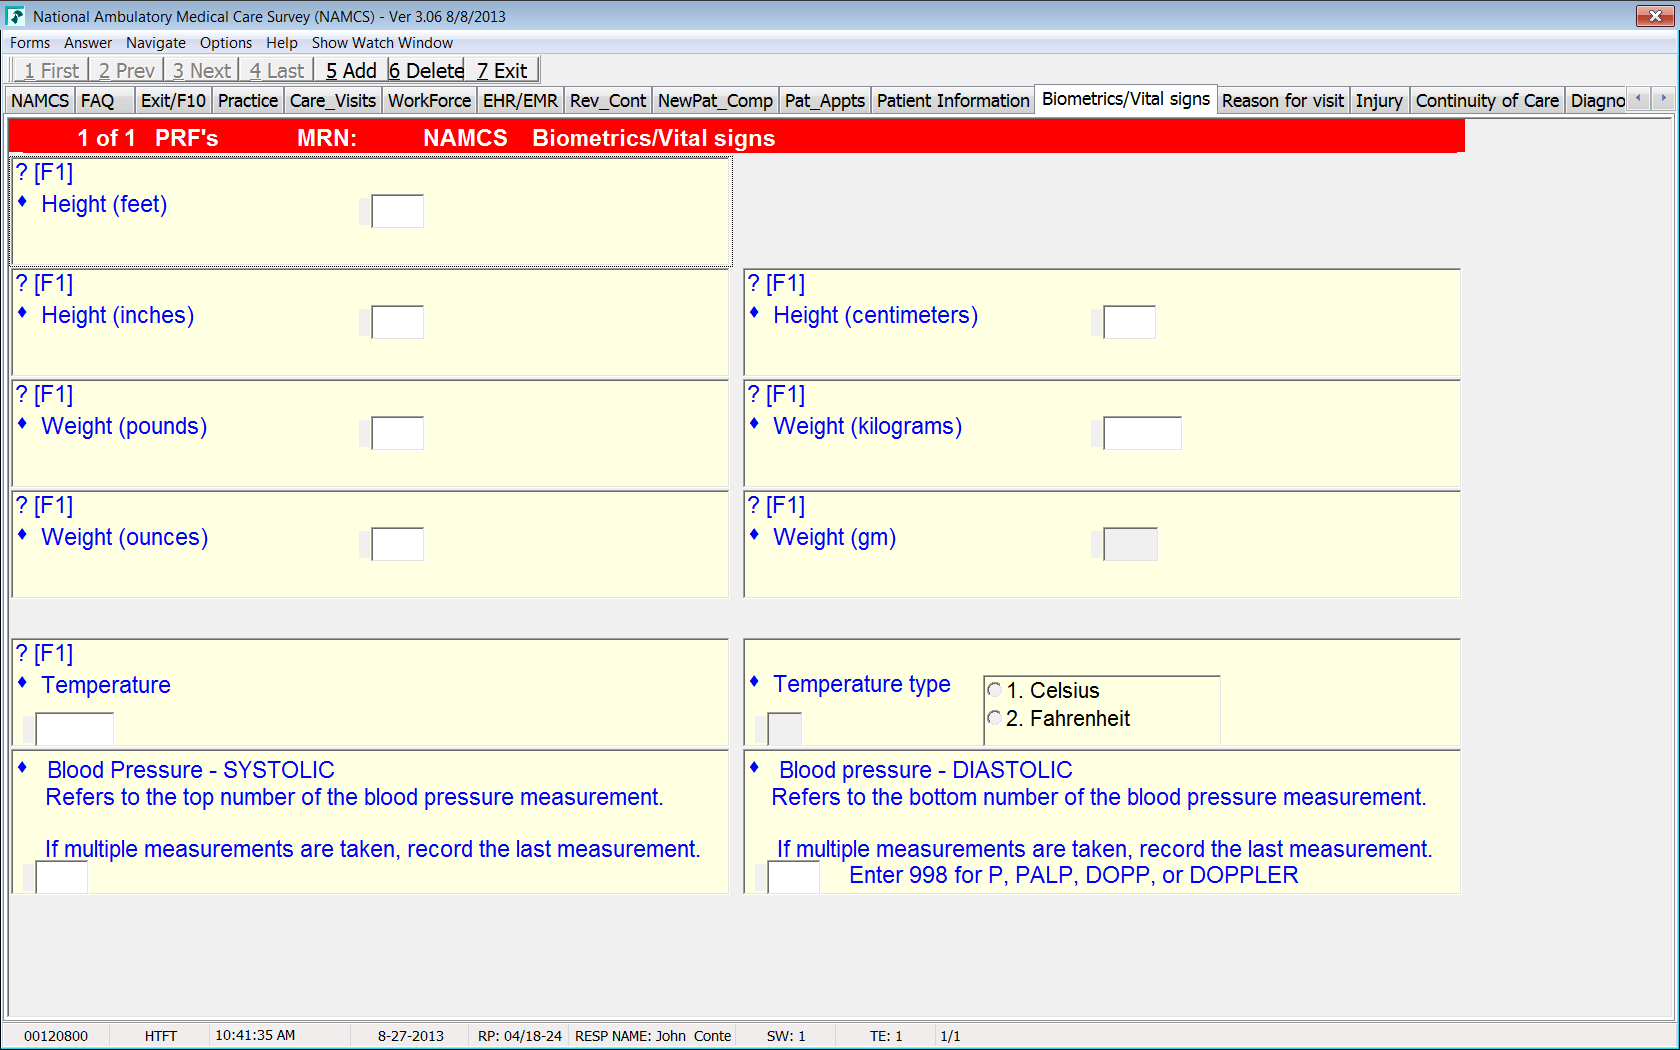 National Ambulatory Medical Care Survey (NAMCS) - Ver 3.06 8/8/2013
Forms Answer Navigate Options Help Show Watch Window
1 First 2 Prev 3 Next 4 Last 5 Add 6 Delete 7 Exit
NAMCS FAQ Exit/F10 Practice Care_Visits WorkForce EHR/EMR Rev_Cont NewPat_Comp Pat_Appts Patient Information Biometrics/Vital signs Reason for visit Injury Continuity of Care Diagno
1 of 1 PRF's MRN: NAMCS Biometrics/Vital signs
? [F1]
♦ Height (feet)
? [F1]
♦ Height (inches)
? [F1]
♦ Height (centimeters)
? [F1]
♦ Weight (pounds)
? [F1]
♦ Weight (kilograms)
? [F1]
♦ Weight (ounces)
? [F1]
♦ Weight (gm)
? [F1]
♦ Temperature
♦ Temperature type
1. Celsius
2. Fahrenheit
♦ Blood Pressure - SYSTOLIC
Refers to the top number of the blood pressure measurement.
If multiple measurements are taken, record the last measurement.
♦ Blood pressure - DIASTOLIC
Refers to the bottom number of the blood pressure measurement.
If multiple measurements are taken, record the last measurement.
Enter 998 for P, PALP, DOPP, or DOPPLER
00120800 HTFT 10:41:35 AM 8-27-2013 RP: 04/18-24 RESP NAME: John Conte SW: 1 TE: 1 1/1